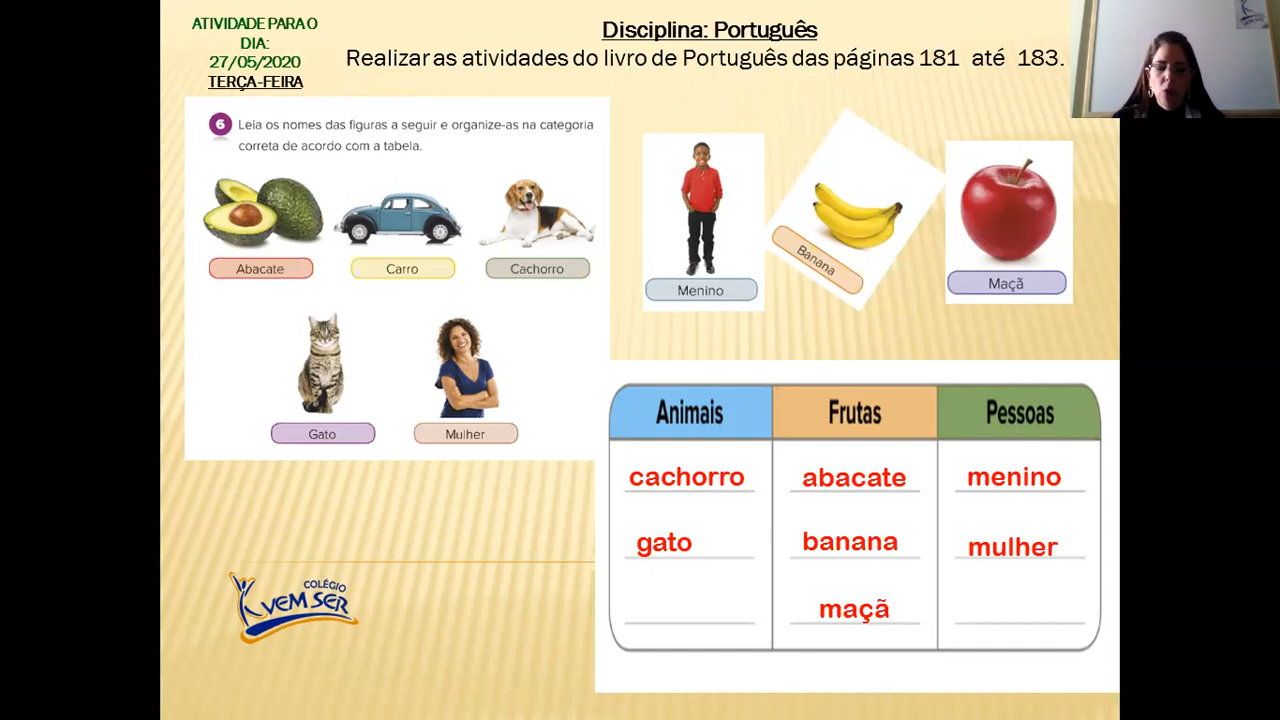 ATIVIDADE PARA O
DIA:
27/05/2020
TERÇA-FEIRA
Disciplina: Português
Realizar as atividades do livro de Português das páginas 181 até 183.
6 Leia os nomes das figuras a seguir e organize-as na categoria
correta de acordo com a tabela.
Abacate
Carro
Cachorro
Gato
Mulher
Menino
Banana
Maçã
Animais Frutas Pessoas
cachorro abacate menino
gato banana mulher
maçã
COLÉGIO
VEM SER